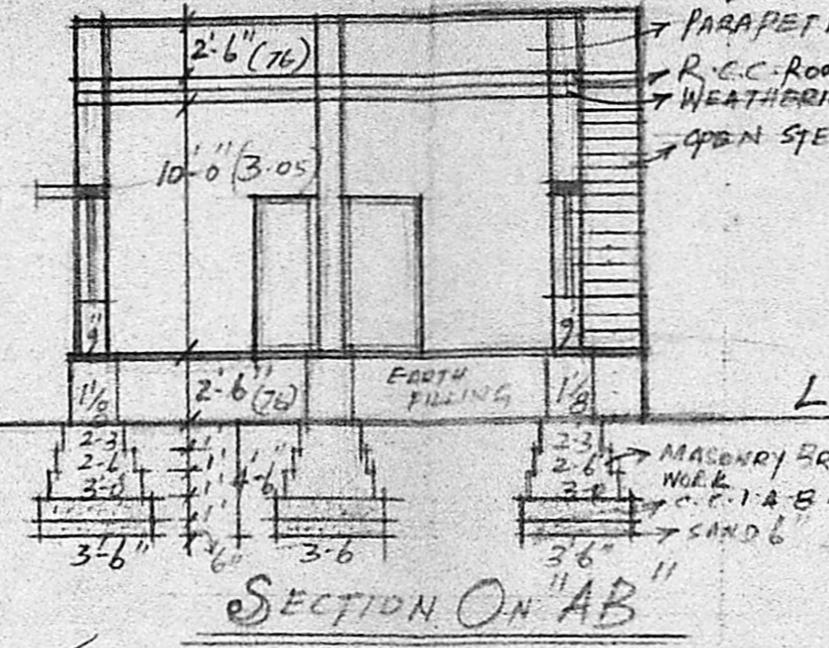 2'-6" (76)
PARAPET
R.C.C. ROO
WEATHERI
OPEN STE
10'-0" (3.05)
9"
9"
1'1/8
2'-6" (76)
EARTH
FILLING
1'1/8
L
2-3
2-6
3-0
1'
1'
1'
1'
6"
4'-6"
2-3
2-6
3-0
MASONRY BR
WORK
SAND 6"
3'-6"
3-6
3'6"
SECTION ON "AB"